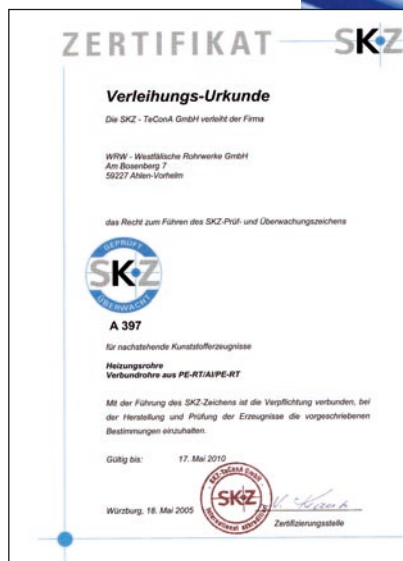 ZERTIFIKAT SKZ
Verleihungs-Urkunde
Die SKZ - TeConA GmbH verleiht der Firma
WRW - Westfälische Rohrwerke GmbH
Am Bosenberg 7
59227 Ahlen-Vorhelm
das Recht zum Führen des SKZ-Prüf- und Überwachungszeichens
GEPRÜFT
SKZ
ÜBERWACHT
A 397
für nachstehende Kunststofferzeugnisse
Heizungsrohre
Verbundrohre aus PE-RT/Al/PE-RT
Mit der Führung des SKZ-Zeichens ist die Verpflichtung verbunden, bei
der Herstellung und Prüfung der Erzeugnisse die vorgeschriebenen
Bestimmungen einzuhalten.
Gültig bis: 17. Mai 2010
SKZ-TeConA GmbH
SKZ
international
Würzburg, 18. Mai 2005
Zertifizierungsstelle